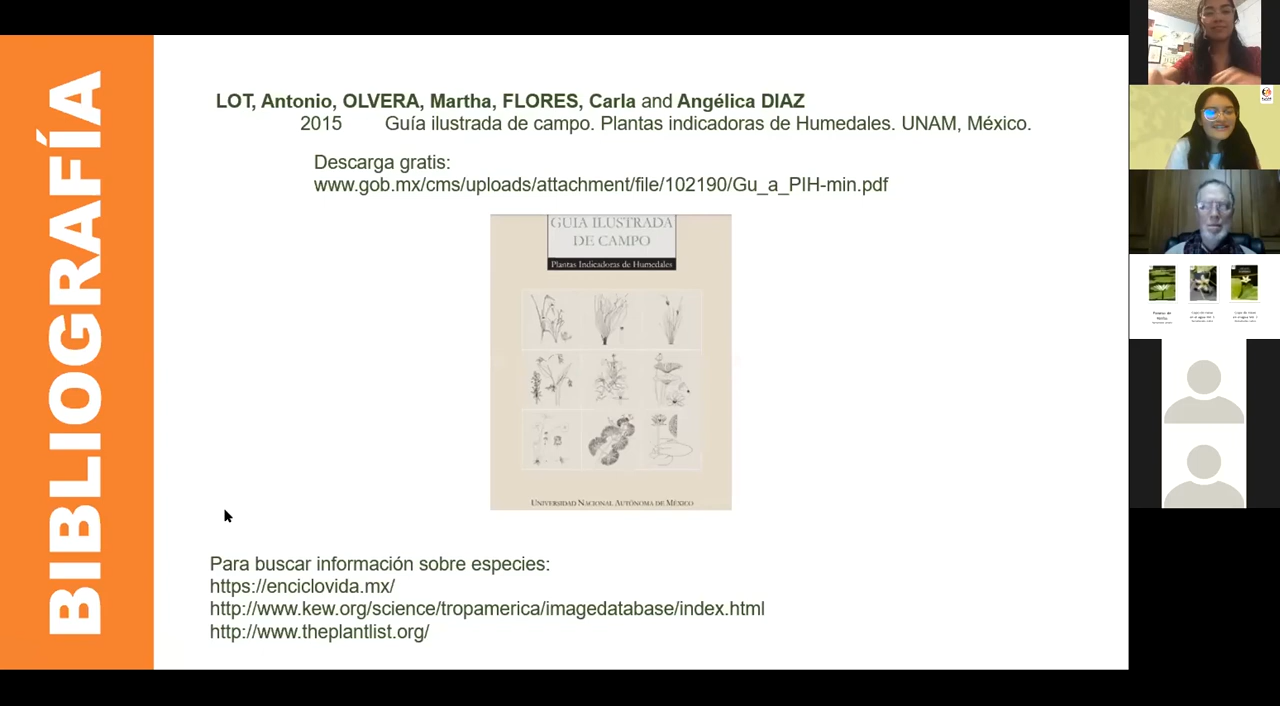 BIBLIOGRAFÍA
LOT, Antonio, OLVERA, Martha, FLORES, Carla and Angélica DIAZ
2015 Guía ilustrada de campo. Plantas indicadoras de Humedales. UNAM, México.
Descarga gratis:
www.gob.mx/cms/uploads/attachment/file/102190/Gu_a_PIH-min.pdf
GUIA ILUSTRADA
DE CAMPO
Plantas Indicadoras de Humedales
UNIVERSIDAD NACIONAL AUTÓNOMA DE MÉXICO
Para buscar información sobre especies:
https://enciclovida.mx/
http://www.kew.org/science/tropamerica/imagedatabase/index.html
http://www.theplantlist.org/